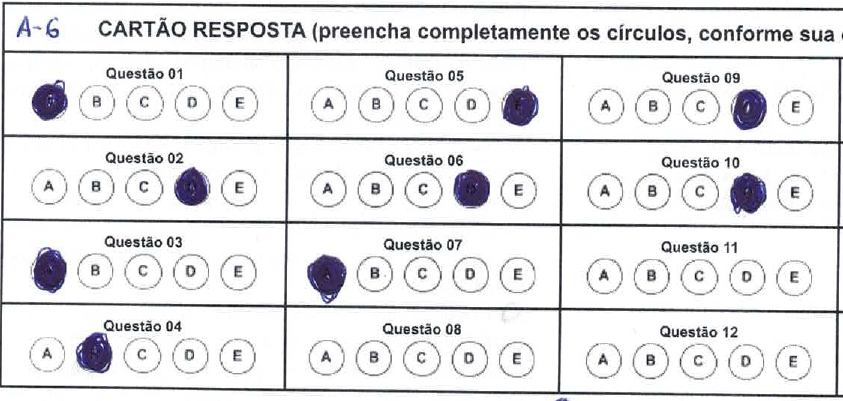 A-6 CARTÃO RESPOSTA (preencha completamente os círculos, conforme sua
Questão 01
B C D E
Questão 02
A B C E
Questão 03
B C D E
Questão 04
A C D E
Questão 05
A B C D
Questão 06
A B C E
Questão 07
B C D E
Questão 08
A B C D E
Questão 09
A B C E
Questão 10
A B C E
Questão 11
A B C D E
Questão 12
A B C D E